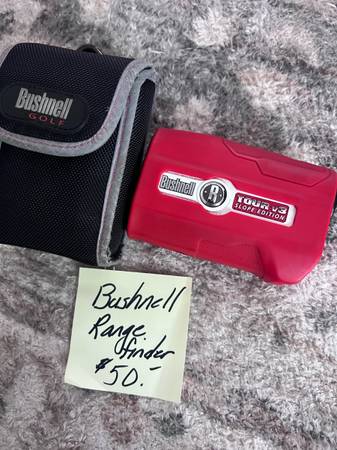 Bushnell
GOLF
Bushnell
R
TOUR V3
SLOPE EDITION
Bushnell
Range
finder
$50.-